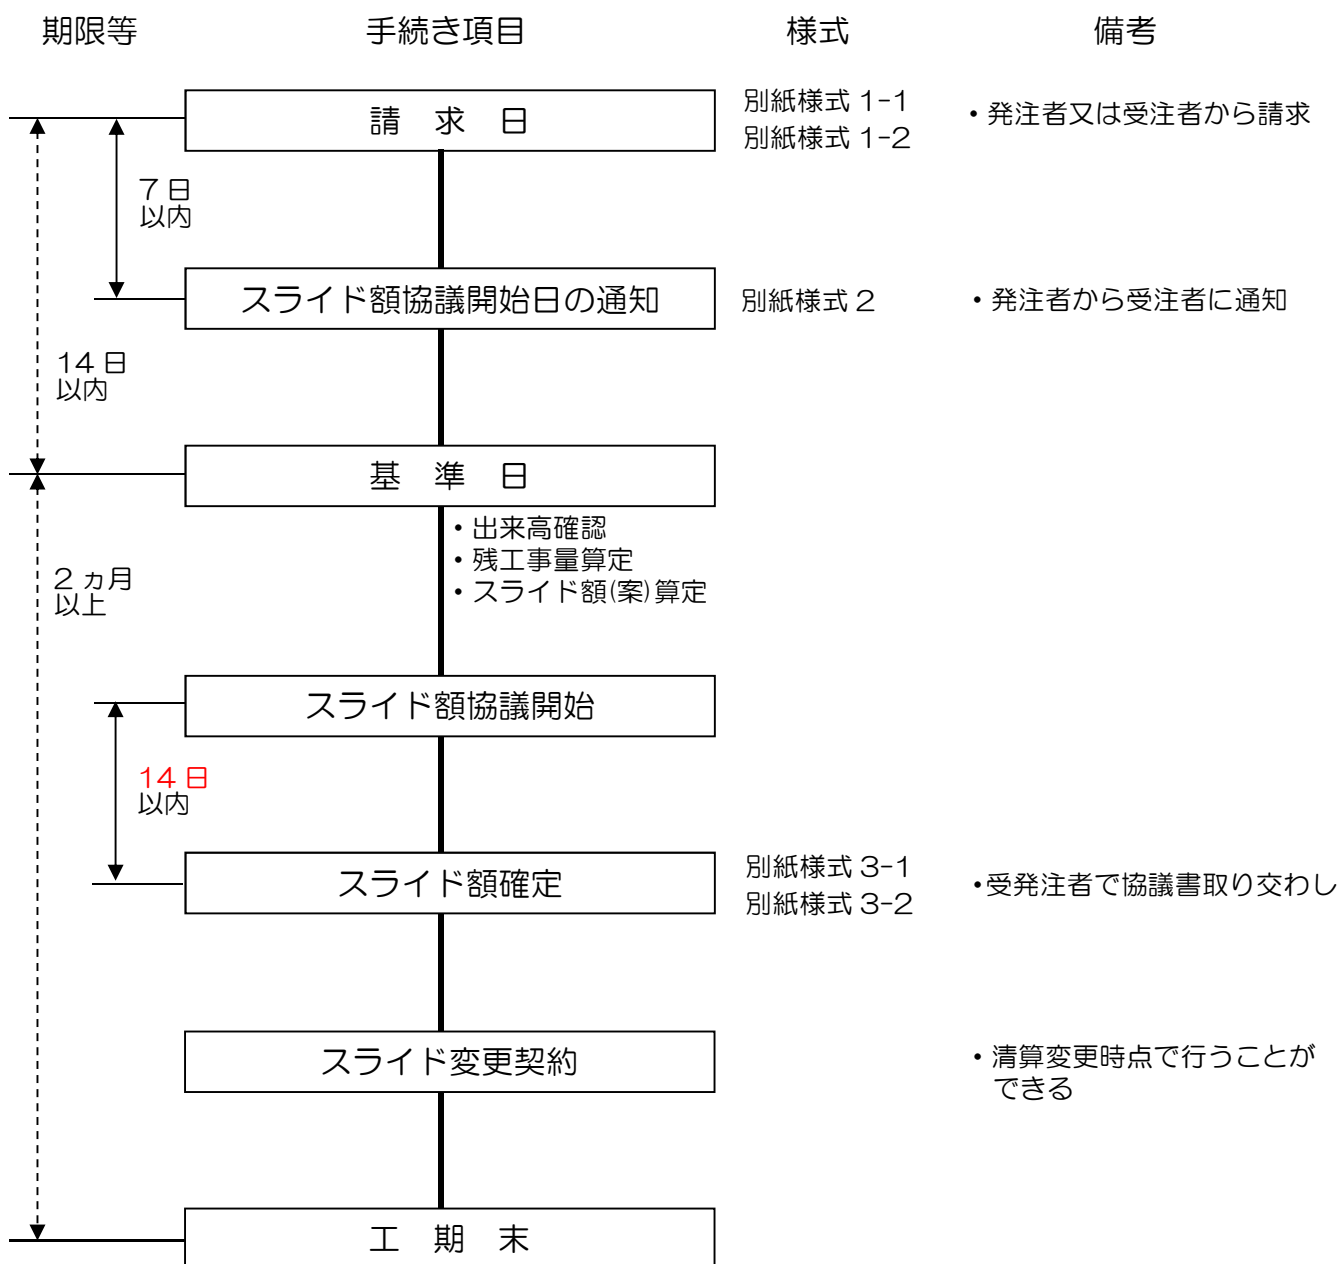 期限等
手続き項目
様式
備考
請　求　日
別紙様式 1-1
別紙様式 1-2
・発注者又は受注者から請求
7 日
以内
スライド額協議開始日の通知
別紙様式 2
・発注者から受注者に通知
14 日
以内
基　準　日
・出来高確認
・残工事量算定
・スライド額(案)算定
2 ヵ月
以上
スライド額協議開始
14 日
以内
スライド額確定
別紙様式 3-1
別紙様式 3-2
・受発注者で協議書取り交わし
スライド変更契約
・清算変更時点で行うことが
できる
工　期　末